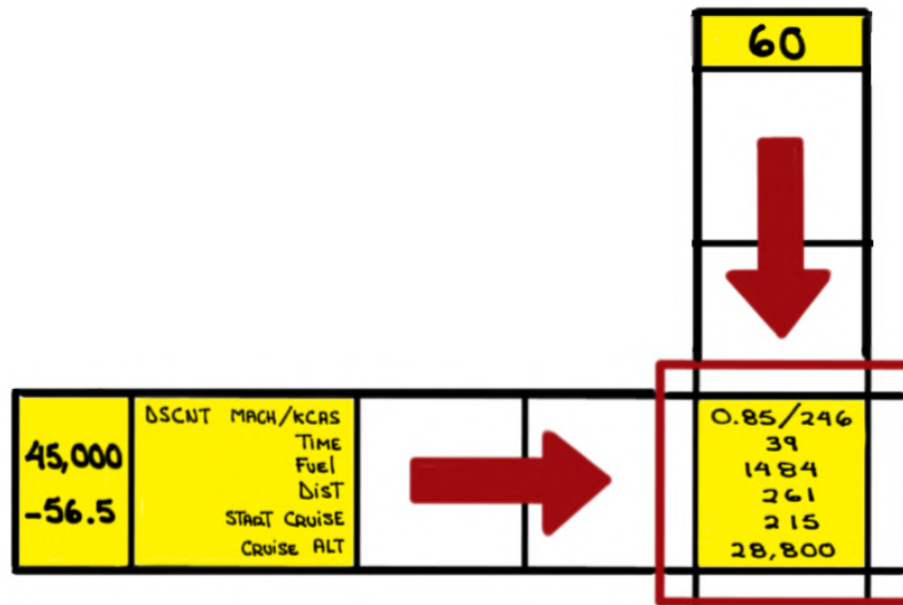 60
45,000
-56.5
DSCNT MACH/KCAS
TIME
FUEl
DIST
START CRUISE
CRUISE ALT
0.85/246
39
1484
261
215
28,800